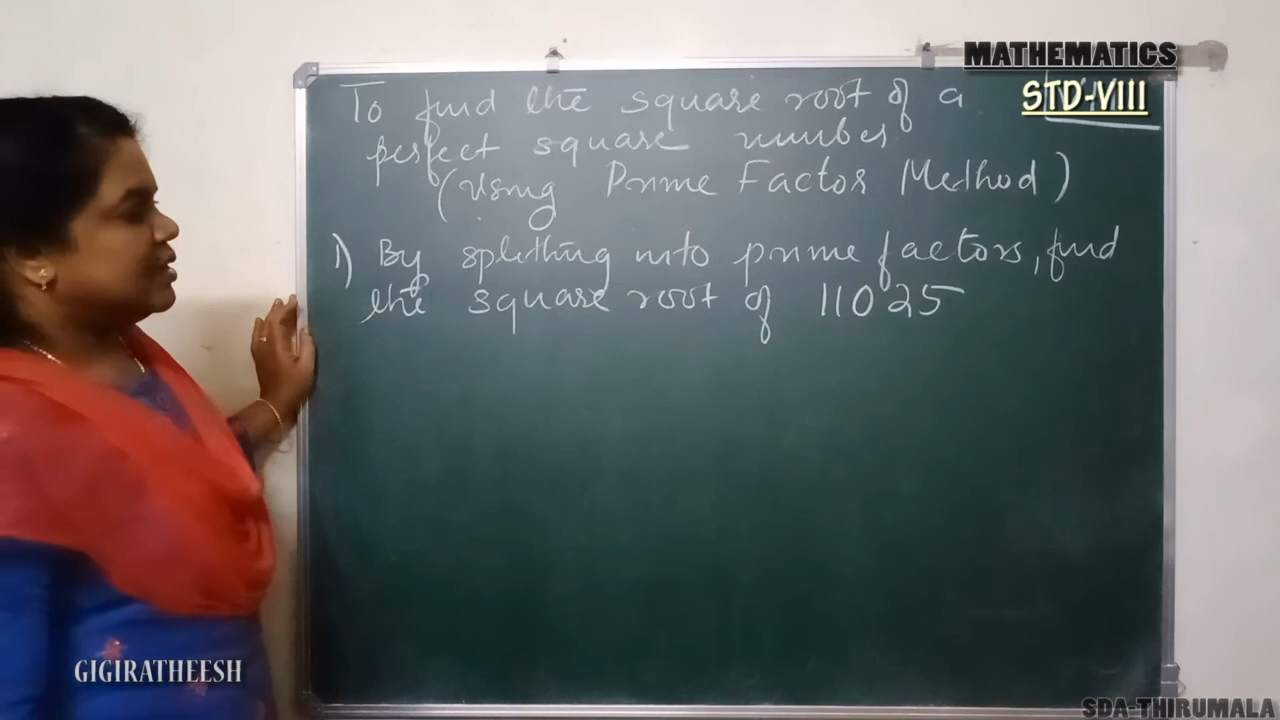 MATHEMATICS
STD-VIII
To find the square root of a
perfect square number
(Using Prime Factor Method)
1) By splitting into prime factors, find
the square root of 11025
GIGIRATHEESH
SDA-THIRUMALA